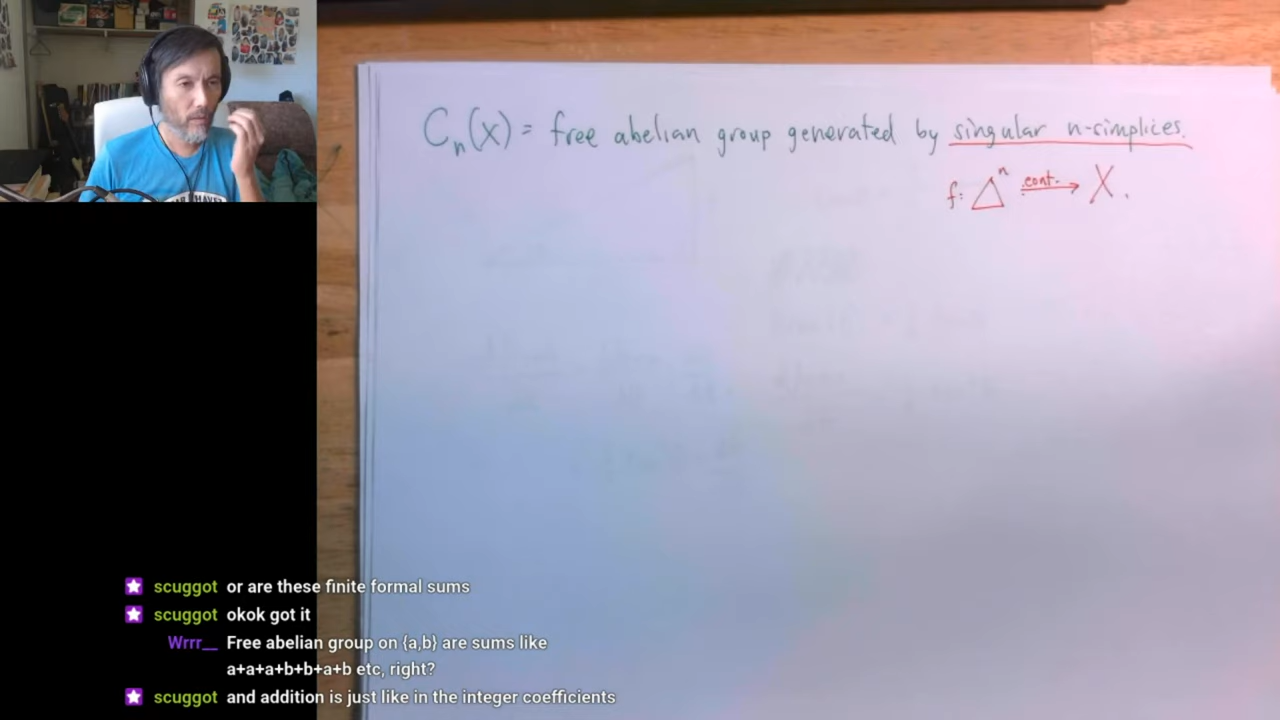 Cₙ(X) = free abelian group generated by singular n-simplices.
f: Δⁿ cont. → X.
scuggot or are these finite formal sums
scuggot okok got it
Wrrr__ Free abelian group on {a,b} are sums like
a+a+a+b+b+a+b etc, right?
scuggot and addition is just like in the integer coefficients